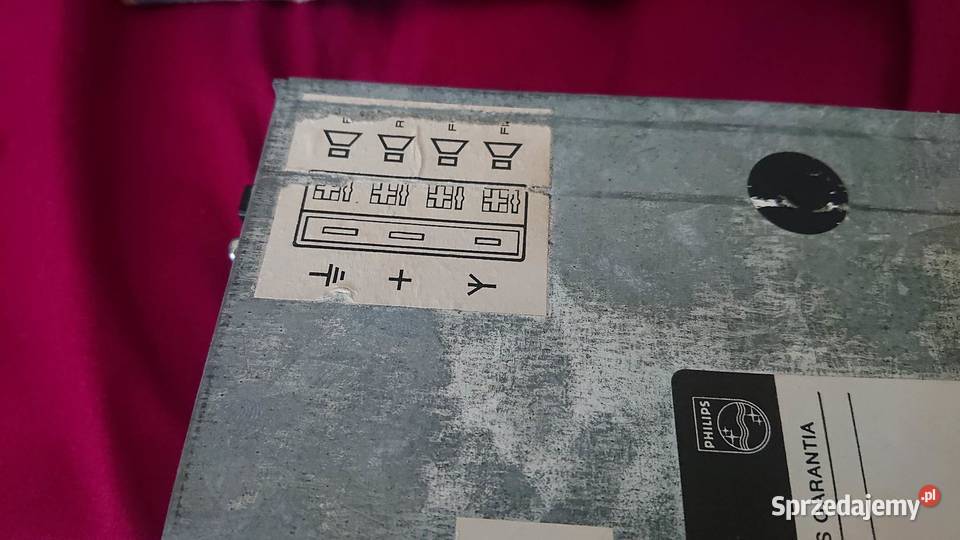 R
+
PHILIPS
S GARANTIA
Sprzedajemy.pl